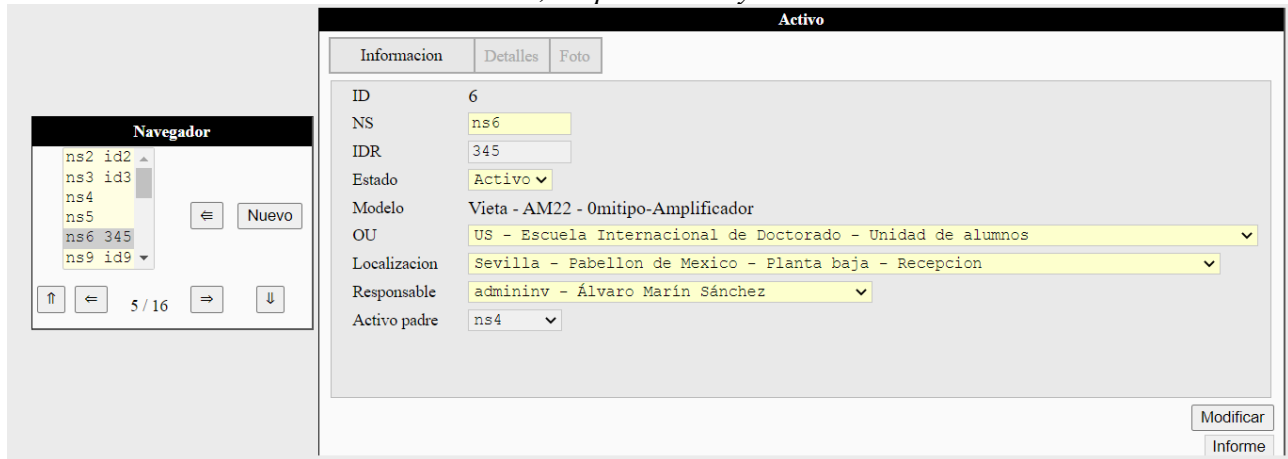 Activo
Informacion Detalles Foto
ID 6
NS ns6
IDR 345
Estado Activo
Modelo Vieta - AM22 - 0mitipo-Amplificador
OU US - Escuela Internacional de Doctorado - Unidad de alumnos
Localizacion Sevilla - Pabellon de Mexico - Planta baja - Recepcion
Responsable admininv - Álvaro Marín Sánchez
Activo padre ns4
Modificar
Informe
Navegador
ns2 id2
ns3 id3
ns4
ns5
ns6 345
ns9 id9
⇚ Nuevo
⇑ ⇐ 5 / 16 ⇒ ⇓